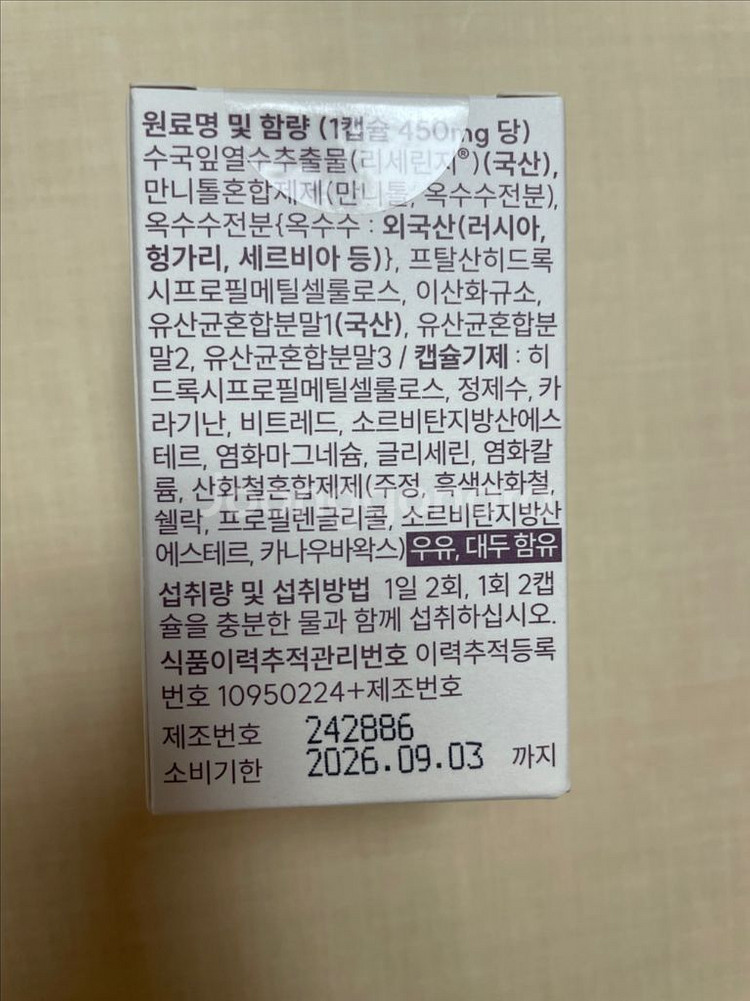 원료명 및 함량 (1캡슐 450mg 당)
수국잎열수추출물(리세린지®)(국산),
만니톨혼합제제(만니톨, 옥수수전분),
옥수수전분{옥수수 : 외국산(러시아,
헝가리, 세르비아 등)}, 프탈산히드록
시프로필메틸셀룰로스, 이산화규소,
유산균혼합분말1(국산), 유산균혼합분
말2, 유산균혼합분말3 / 캡슐기제 : 히
드록시프로필메틸셀룰로스, 정제수, 카
라기난, 비트레드, 소르비탄지방산에스
테르, 염화마그네슘, 글리세린, 염화칼
륨, 산화철혼합제제(주정, 흑색산화철,
쉘락, 프로필렌글리콜, 소르비탄지방산
에스테르, 카나우바왁스) 우유, 대두 함유
섭취량 및 섭취방법 1일 2회, 1회 2캡
슐을 충분한 물과 함께 섭취하십시오.
식품이력추적관리번호 이력추적등록
번호 10950224+제조번호
제조번호 242886
소비기한 2026.09.03 까지